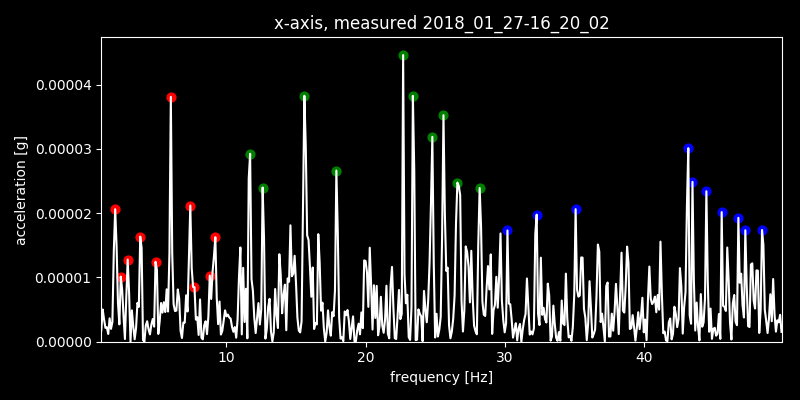 x-axis, measured 2018_01_27-16_20_02
acceleration [g]
0.00004
0.00003
0.00002
0.00001
0.00000
10 20 30 40
frequency [Hz]